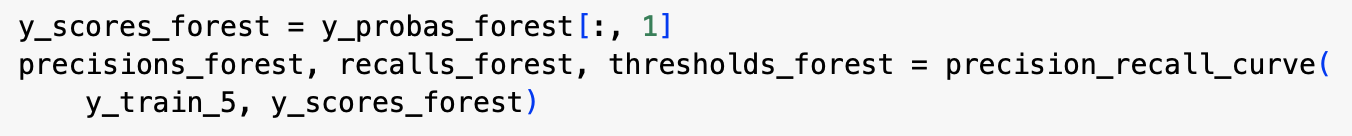 y_scores_forest = y_probas_forest[:, 1]
precisions_forest, recalls_forest, thresholds_forest = precision_recall_curve(
    y_train_5, y_scores_forest)